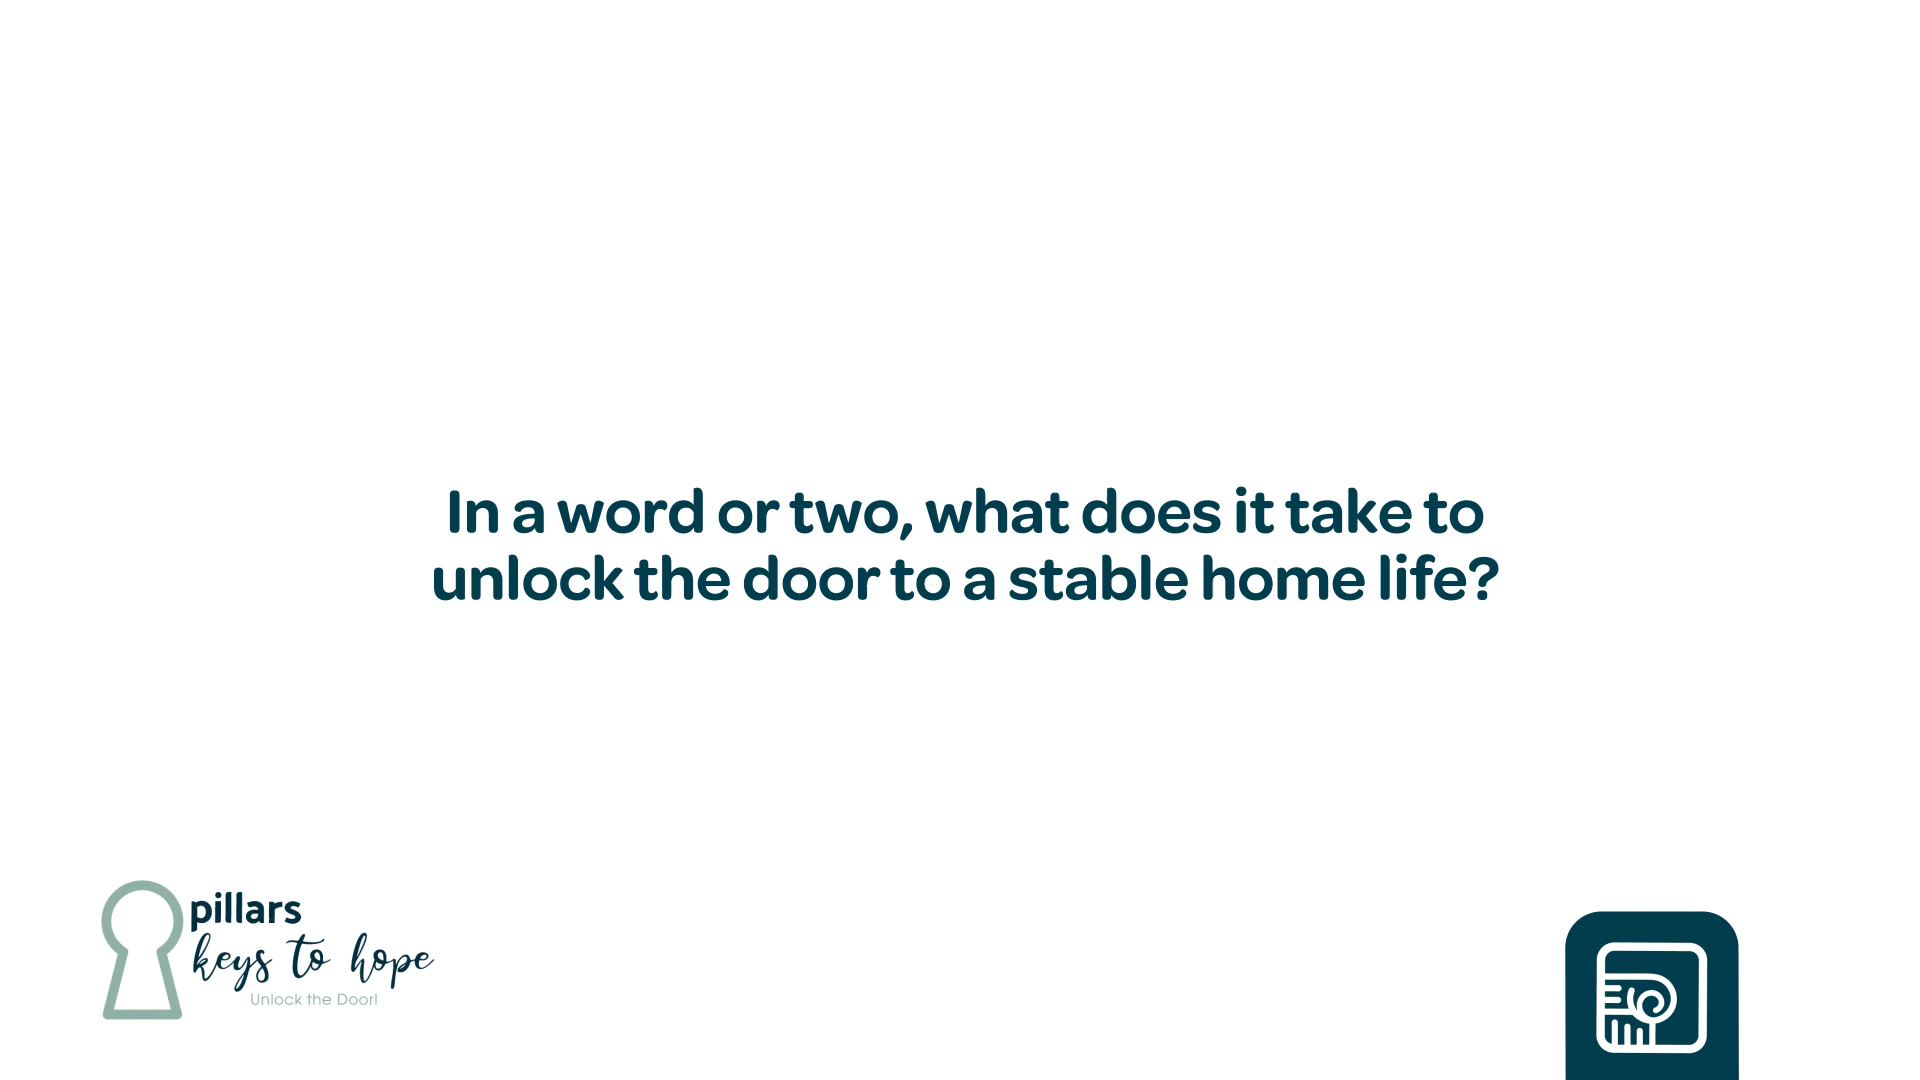 In a word or two, what does it take to
unlock the door to a stable home life?
pillars
keys to hope
Unlock the Door!